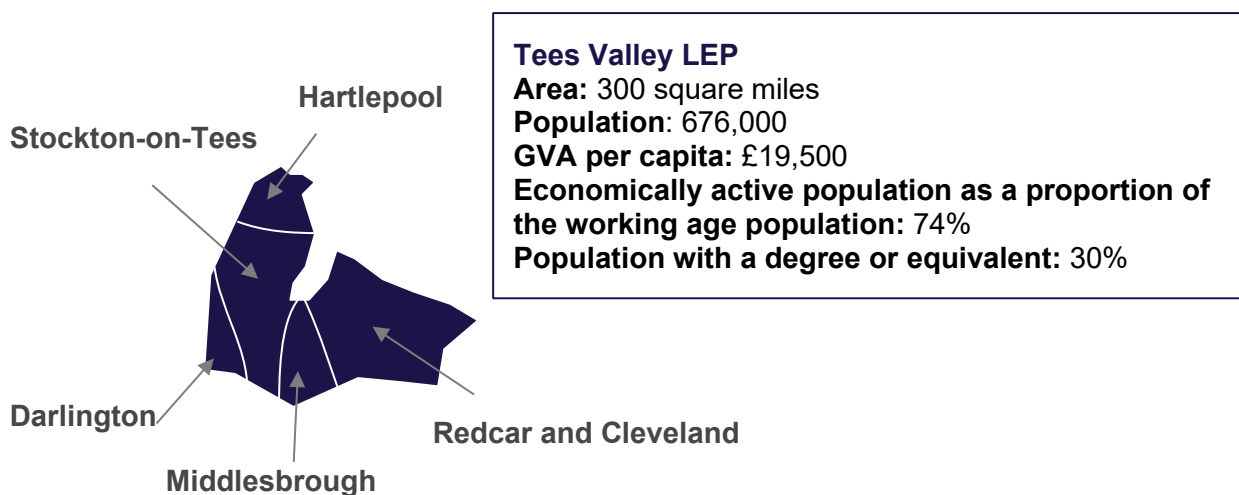 Hartlepool
Stockton-on-Tees
Darlington
Middlesbrough
Redcar and Cleveland
Tees Valley LEP
Area: 300 square miles
Population: 676,000
GVA per capita: £19,500
Economically active population as a proportion of
the working age population: 74%
Population with a degree or equivalent: 30%